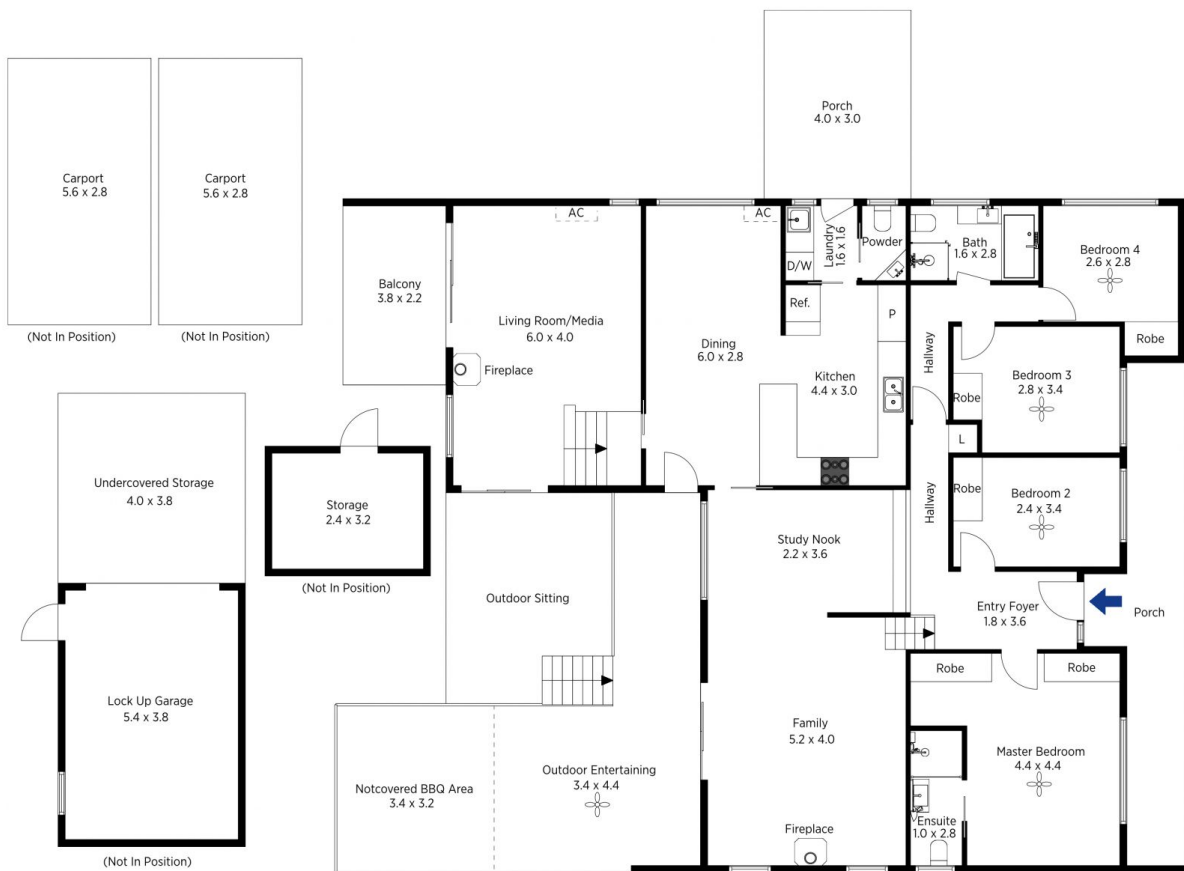 Porch
4.0 x 3.0
Carport
5.6 x 2.8
(Not In Position)
Carport
5.6 x 2.8
(Not In Position)
Balcony
3.8 x 2.2
AC
Living Room/Media
6.0 x 4.0
Fireplace
AC
Dining
6.0 x 2.8
D/W
Laundry
1.6 x 1.6
Powder
Ref.
P
Kitchen
4.4 x 3.0
Bath
1.6 x 2.8
Bedroom 4
2.6 x 2.8
Robe
Hallway
Bedroom 3
2.8 x 3.4
Robe
L
Hallway
Robe
Bedroom 2
2.4 x 3.4
Undercovered Storage
4.0 x 3.8
Storage
2.4 x 3.2
(Not In Position)
Study Nook
2.2 x 3.6
Outdoor Sitting
Entry Foyer
1.8 x 3.6
Porch
Lock Up Garage
5.4 x 3.8
(Not In Position)
Robe
Robe
Family
5.2 x 4.0
Master Bedroom
4.4 x 4.4
Notcovered BBQ Area
3.4 x 3.2
Outdoor Entertaining
3.4 x 4.4
Fireplace
Ensuite
1.0 x 2.8